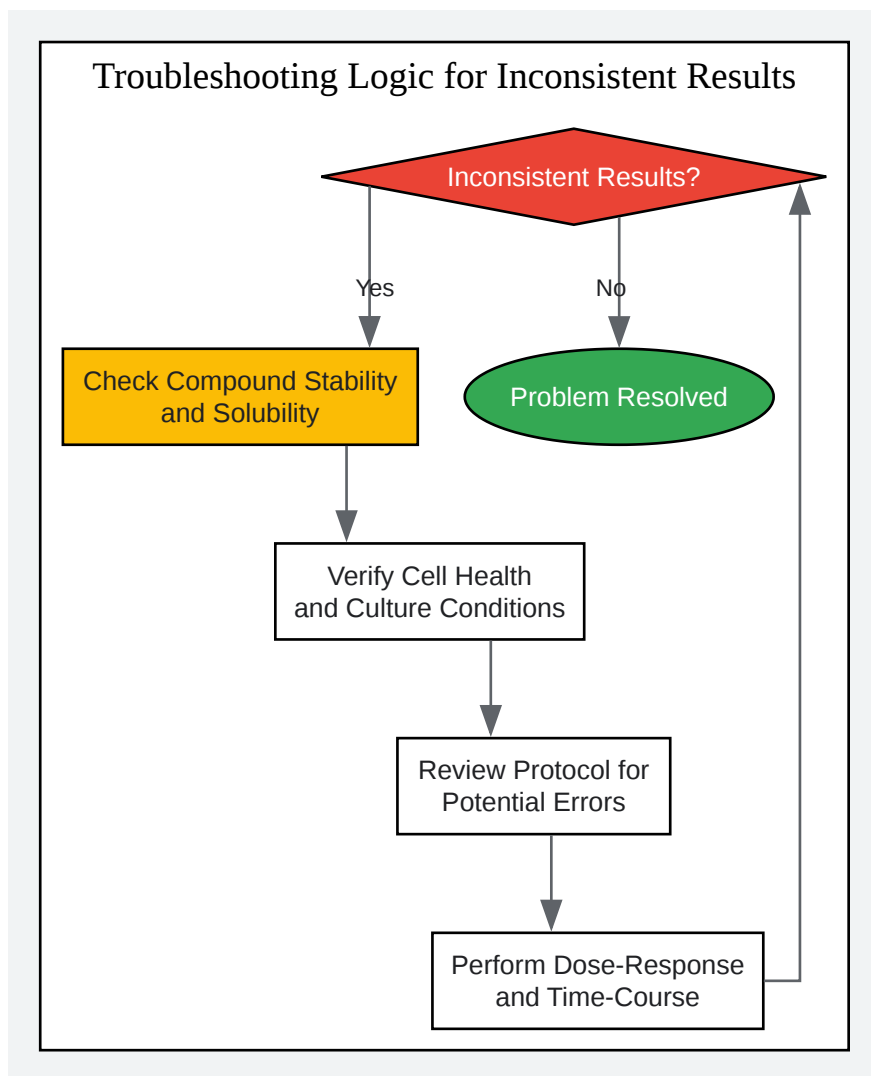 Troubleshooting Logic for Inconsistent Results
Inconsistent Results?
Yes
No
Check Compound Stability
and Solubility
Problem Resolved
Verify Cell Health
and Culture Conditions
Review Protocol for
Potential Errors
Perform Dose-Response
and Time-Course